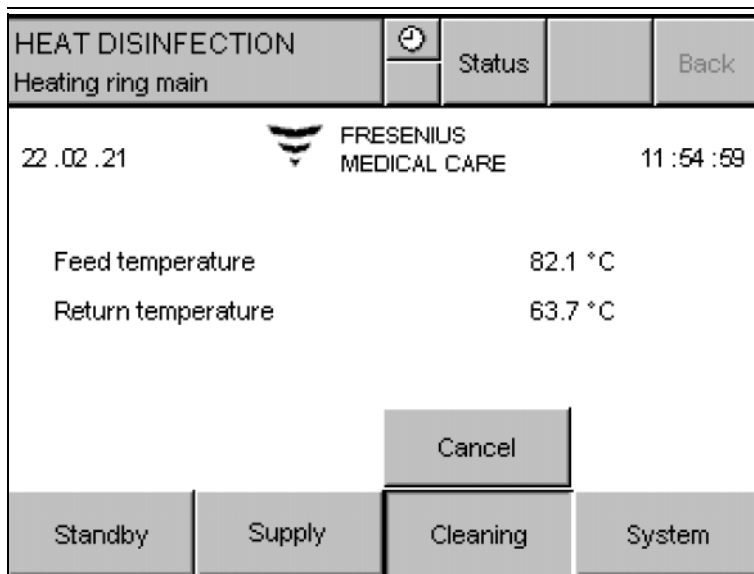 HEAT DISINFECTION
Heating ring main
Status
Back
22 .02 .21
FRESENIUS
MEDICAL CARE
11 :54 :59
Feed temperature 82.1 °C
Return temperature 63.7 °C
Cancel
Standby Supply Cleaning System